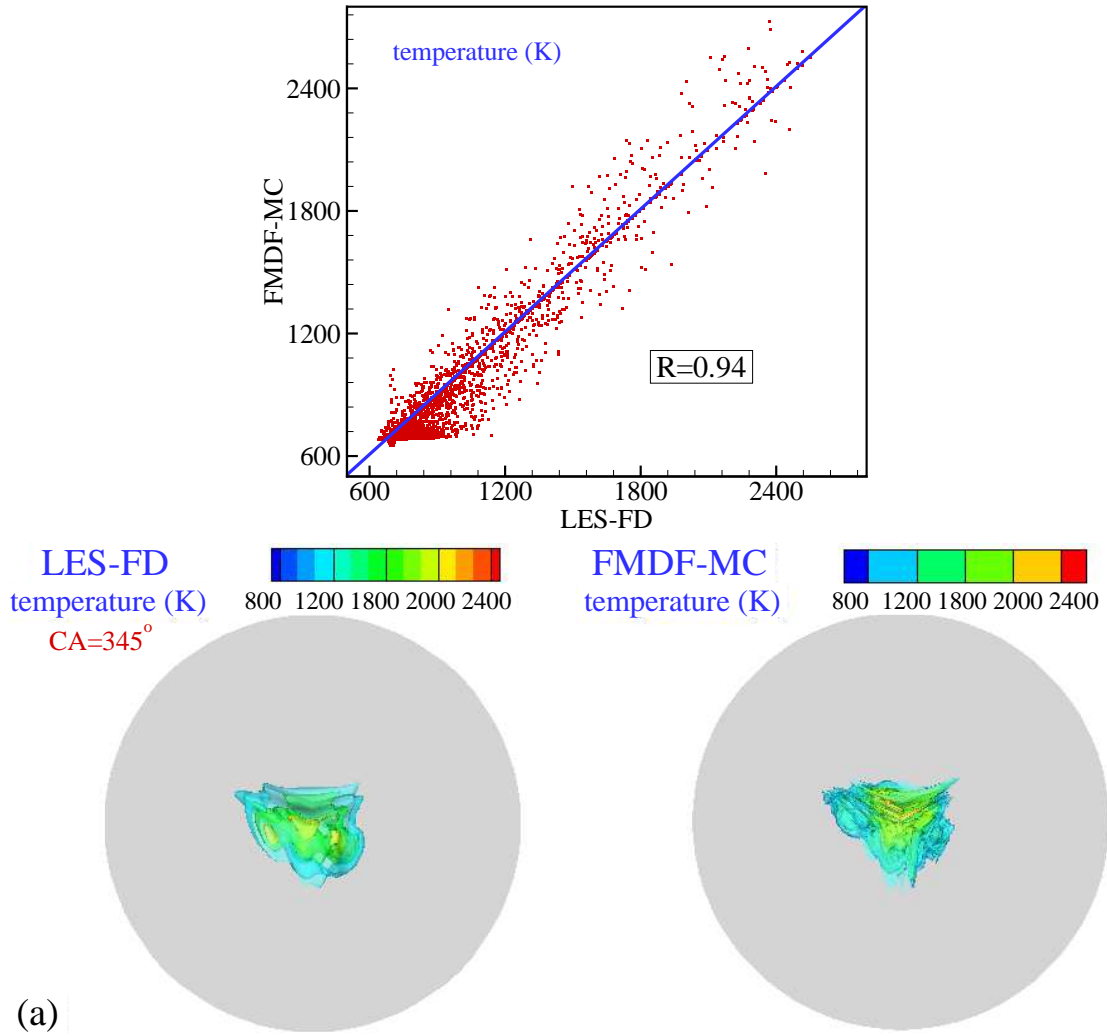 temperature (K)
FMDF-MC
2400
1800
1200
600
R=0.94
600 1200 1800 2400
LES-FD
LES-FD
temperature (K)
800 1200 1800 2000 2400
CA=345°
FMDF-MC
temperature (K)
800 1200 1800 2000 2400
(a)